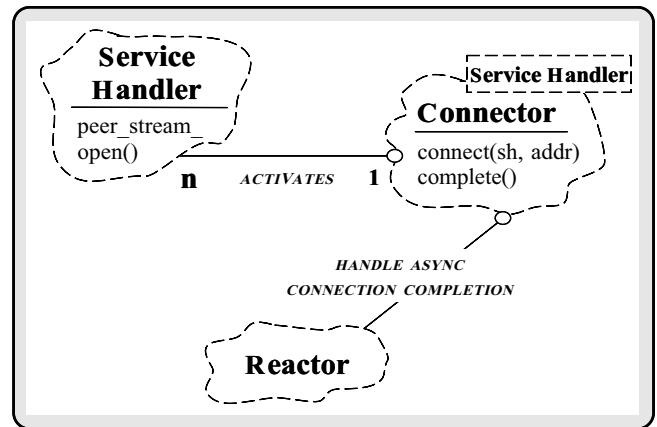 Service
Handler
peer_stream_
open()
Service Handler
Connector
connect(sh, addr)
complete()
n ACTIVATES 1
HANDLE ASYNC
CONNECTION COMPLETION
Reactor